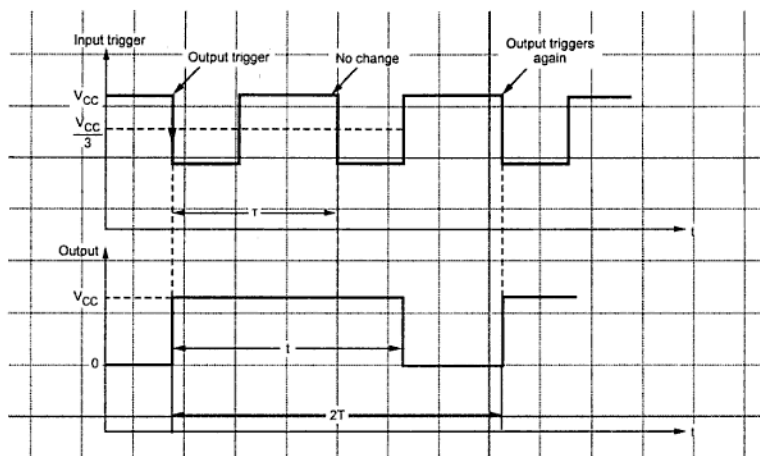 Input trigger
Output trigger
No change
Output triggers
again
VCC
VCC
3
T
t
Output
VCC
t
0
2T
t